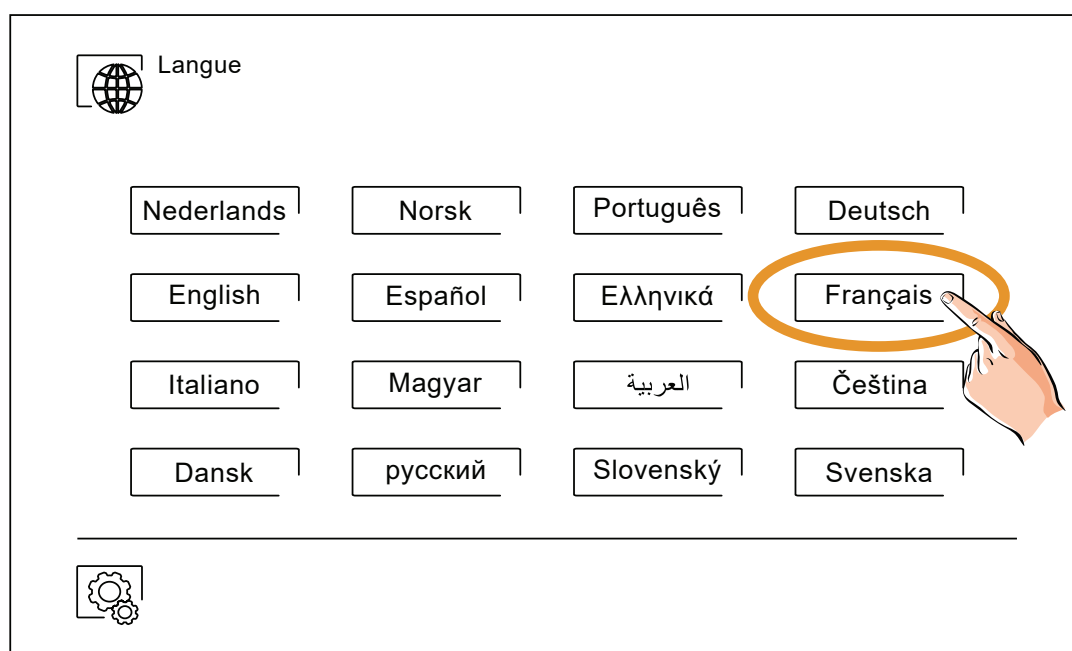 Langue
Nederlands
Norsk
Português
Deutsch
English
Español
Ελληνικά
Français
Italiano
Magyar
العربية
Čeština
Dansk
русский
Slovenský
Svenska